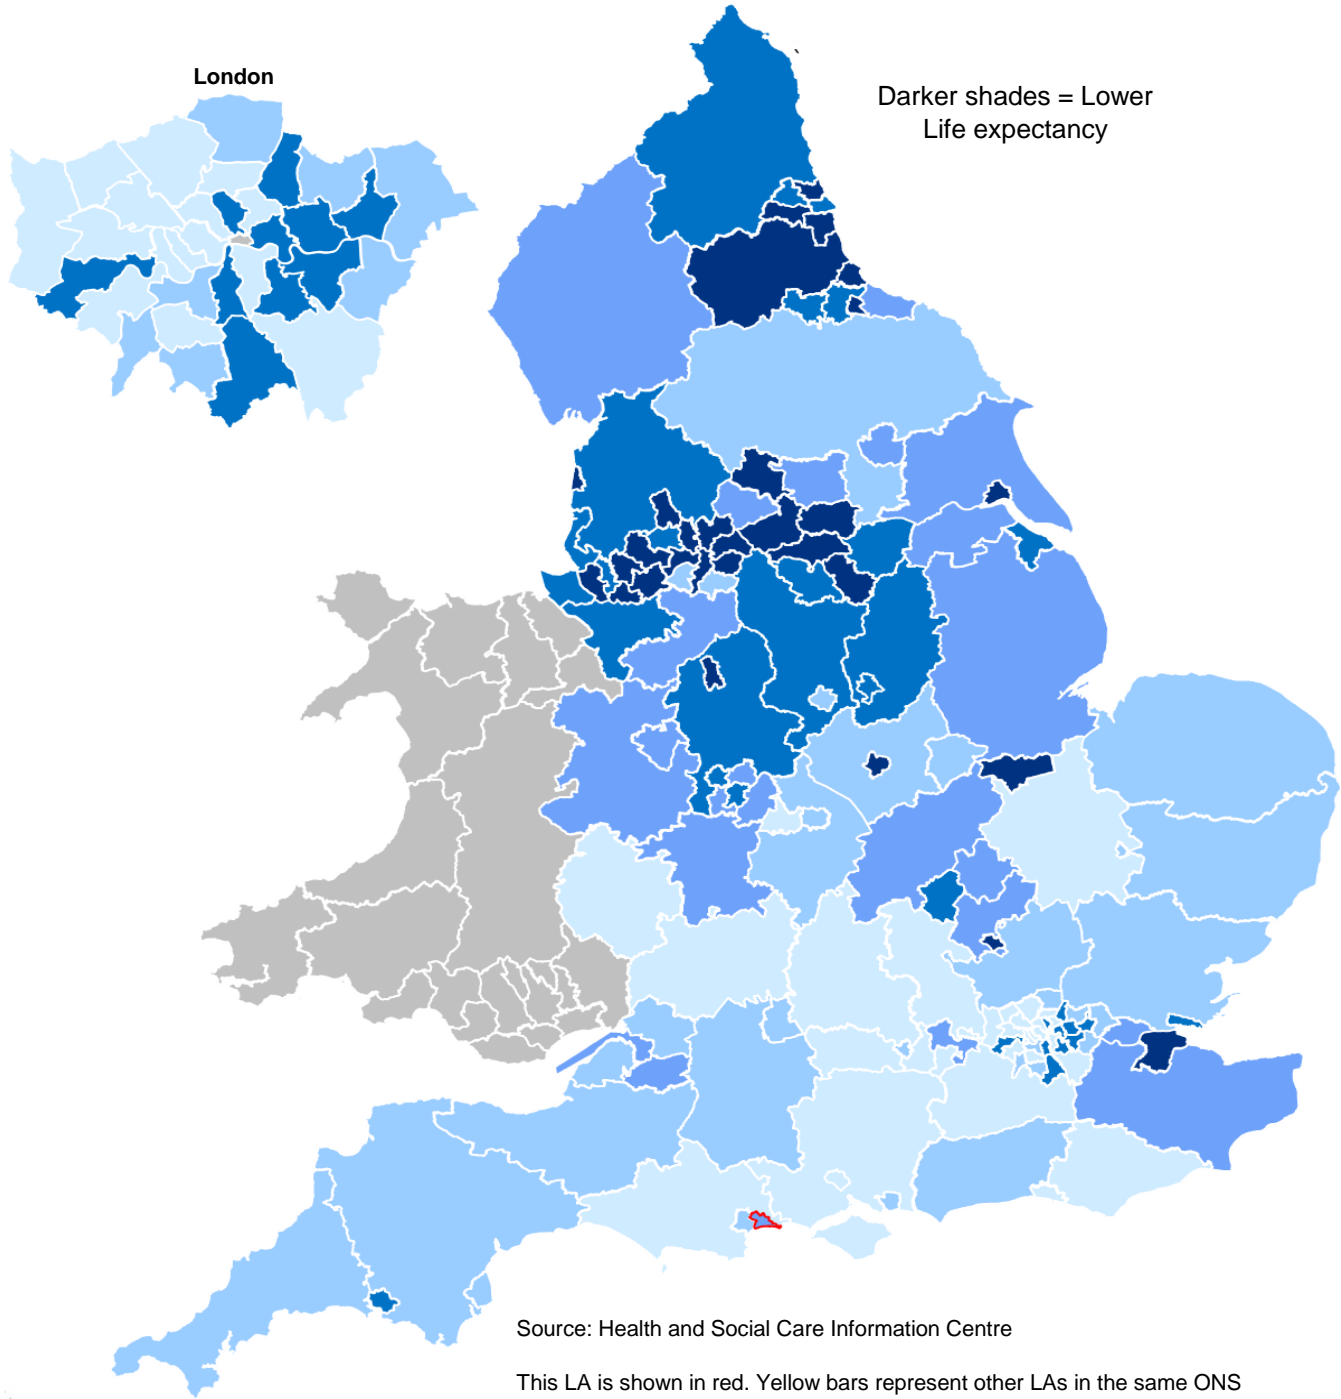 London
Darker shades = Lower
Life expectancy
Source: Health and Social Care Information Centre
This LA is shown in red. Yellow bars represent other LAs in the same ONS